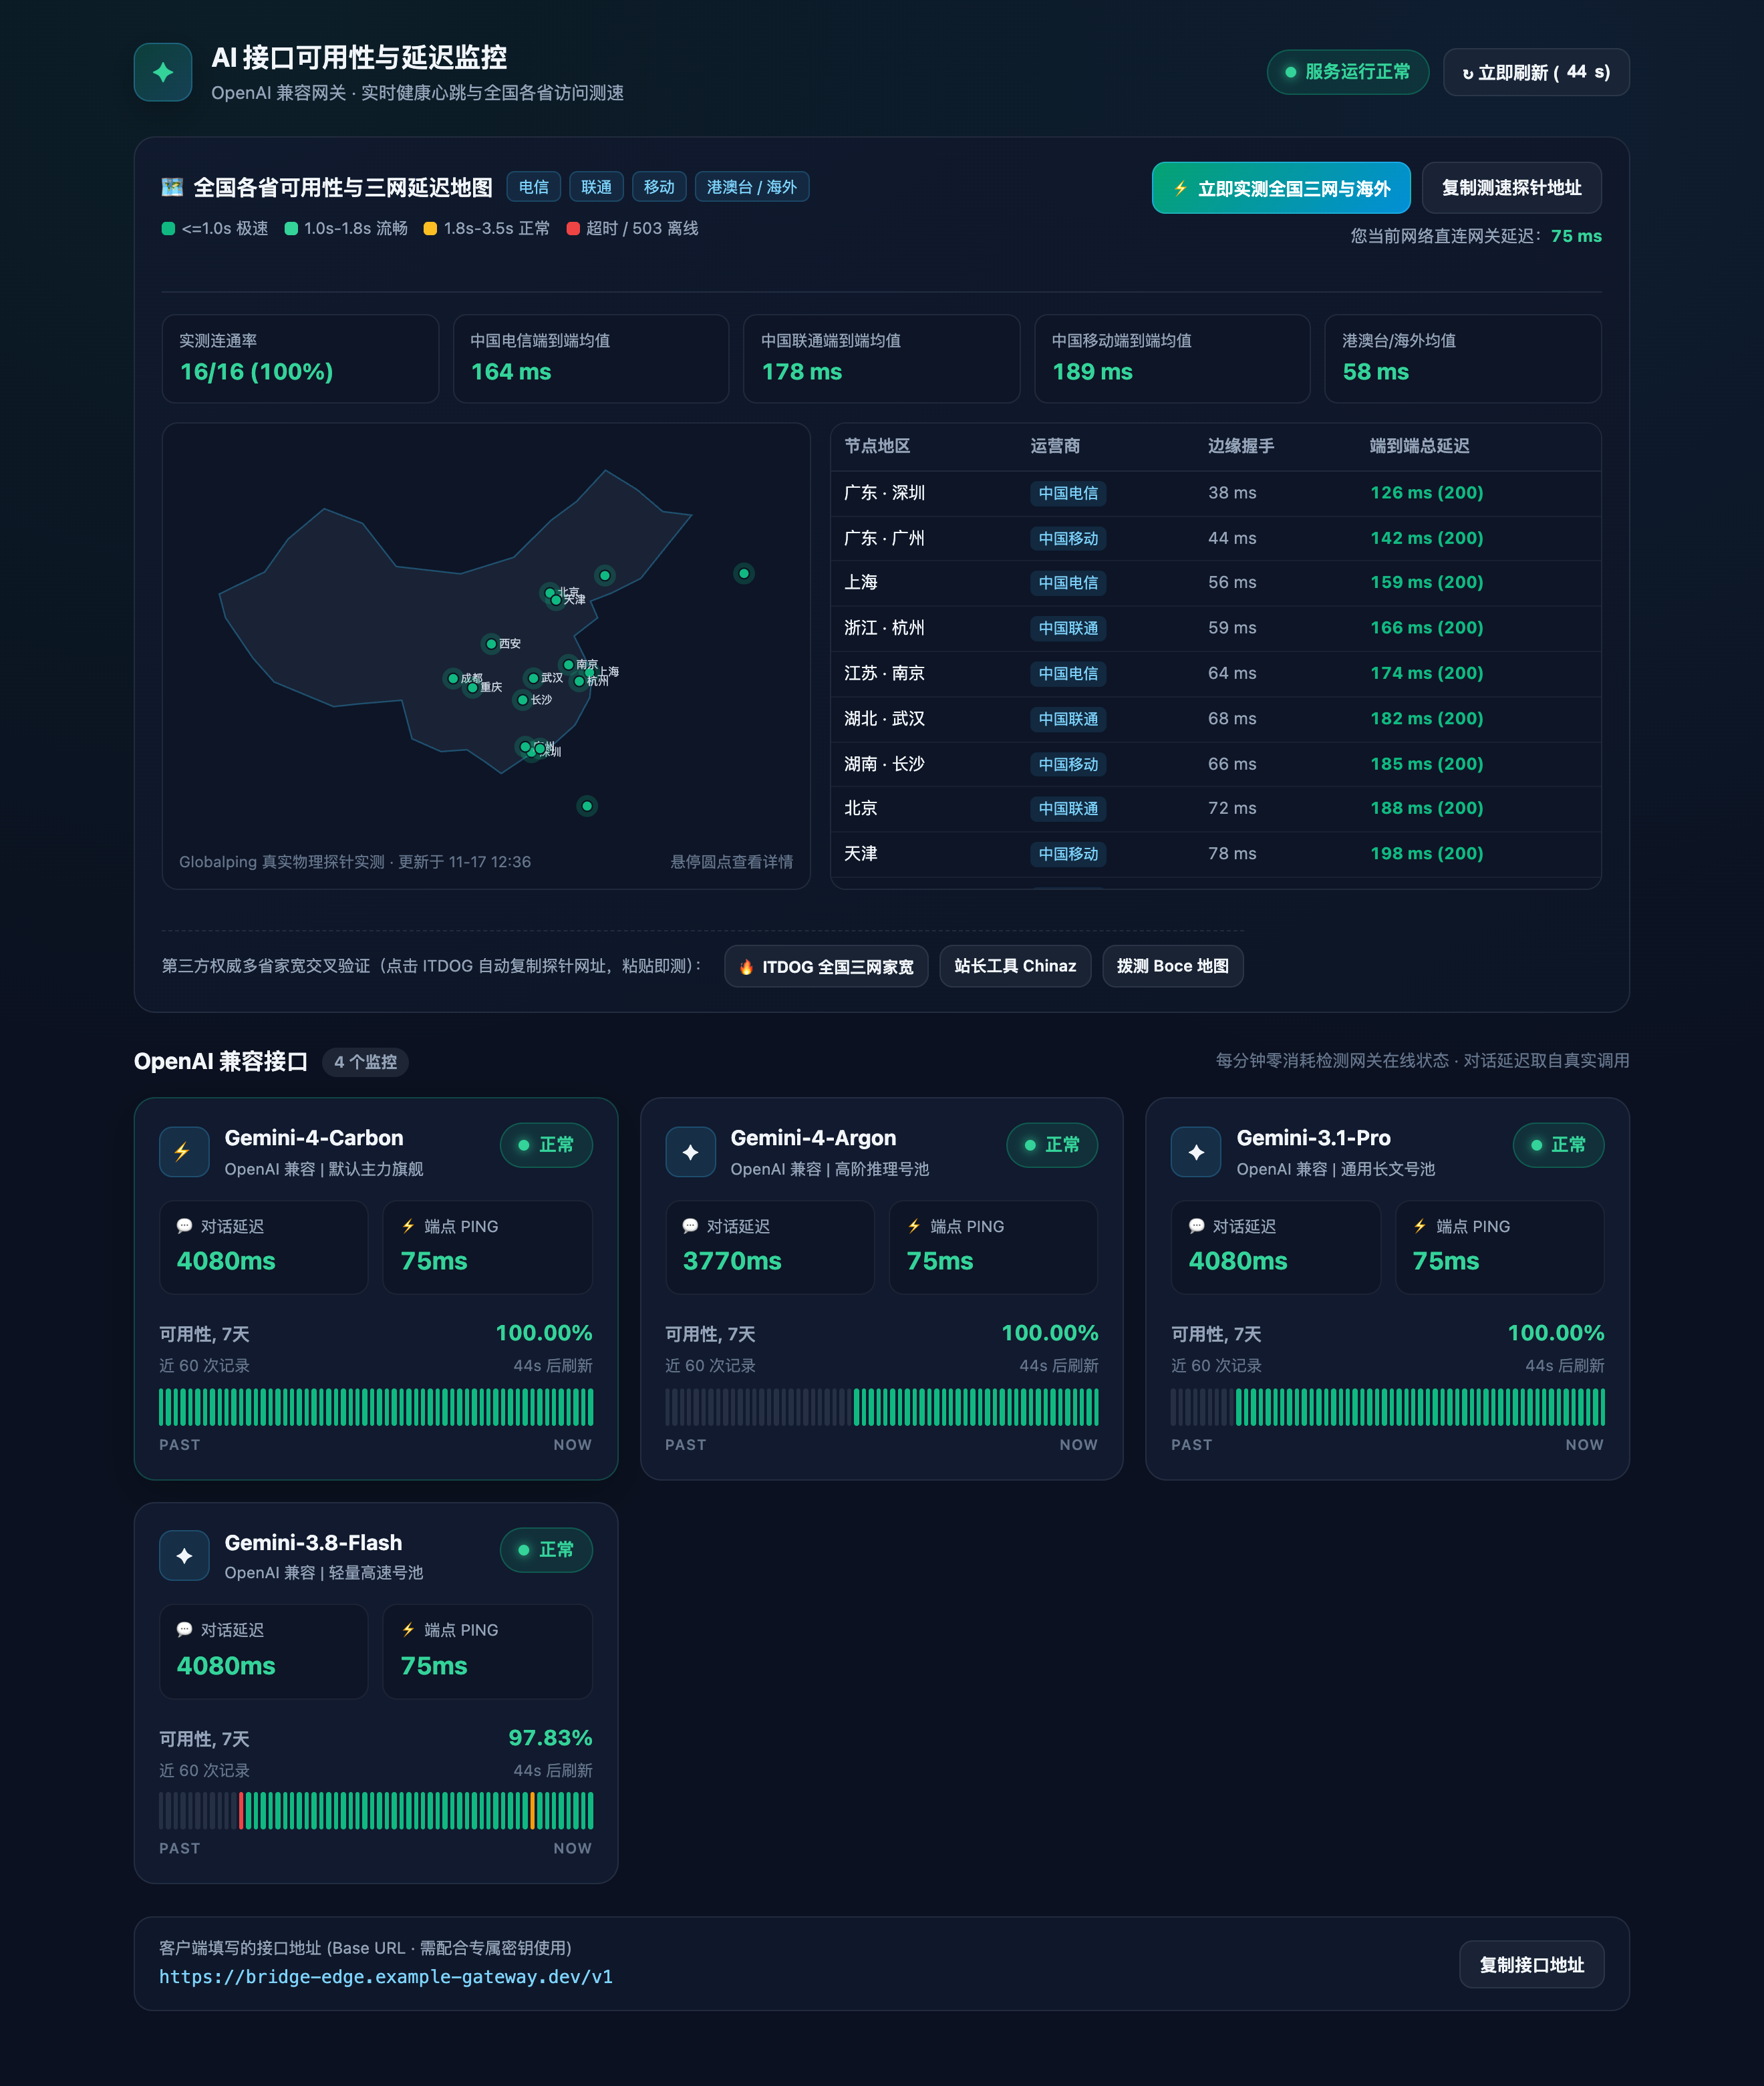 AI 接口可用性与延迟监控
OpenAI 兼容网关 · 实时健康心跳与全国各省访问测速
服务运行正常
↻ 立即刷新 ( 44 s)
全国各省可用性与三网延迟地图
电信
联通
移动
港澳台 / 海外
<=1.0s 极速
1.0s-1.8s 流畅
1.8s-3.5s 正常
超时 / 503 离线
⚡ 立即实测全国三网与海外
复制测速探针地址
您当前网络直连网关延迟: 75 ms
实测连通率
16/16 (100%)
中国电信端到端均值
164 ms
中国联通端到端均值
178 ms
中国移动端到端均值
189 ms
港澳台/海外均值
58 ms
北京
天津
西安
南京
上海
成都
武汉
杭州
重庆
长沙
深圳
Globalping 真实物理探针实测 · 更新于 11-17 12:36
悬停圆点查看详情
节点地区 运营商 边缘握手 端到端总延迟
广东 · 深圳 中国电信 38 ms 126 ms (200)
广东 · 广州 中国移动 44 ms 142 ms (200)
上海 中国电信 56 ms 159 ms (200)
浙江 · 杭州 中国联通 59 ms 166 ms (200)
江苏 · 南京 中国电信 64 ms 174 ms (200)
湖北 · 武汉 中国联通 68 ms 182 ms (200)
湖南 · 长沙 中国移动 66 ms 185 ms (200)
北京 中国联通 72 ms 188 ms (200)
天津 中国移动 78 ms 198 ms (200)
第三方权威多省家宽交叉验证（点击 ITDOG 自动复制探针网址，粘贴即测）:
ITDOG 全国三网家宽
站长工具 Chinaz
拨测 Boce 地图
OpenAI 兼容接口
4 个监控
每分钟零消耗检测网关在线状态 · 对话延迟取自真实调用
Gemini-4-Carbon
OpenAI 兼容 | 默认主力旗舰
正常
对话延迟
4080ms
端点 PING
75ms
可用性, 7天
100.00%
近 60 次记录
44s 后刷新
PAST
NOW
Gemini-4-Argon
OpenAI 兼容 | 高阶推理号池
正常
对话延迟
3770ms
端点 PING
75ms
可用性, 7天
100.00%
近 60 次记录
44s 后刷新
PAST
NOW
Gemini-3.1-Pro
OpenAI 兼容 | 通用长文号池
正常
对话延迟
4080ms
端点 PING
75ms
可用性, 7天
100.00%
近 60 次记录
44s 后刷新
PAST
NOW
Gemini-3.8-Flash
OpenAI 兼容 | 轻量高速号池
正常
对话延迟
4080ms
端点 PING
75ms
可用性, 7天
97.83%
近 60 次记录
44s 后刷新
PAST
NOW
客户端填写的接口地址 (Base URL · 需配合专属密钥使用)
https://bridge-edge.example-gateway.dev/v1
复制接口地址